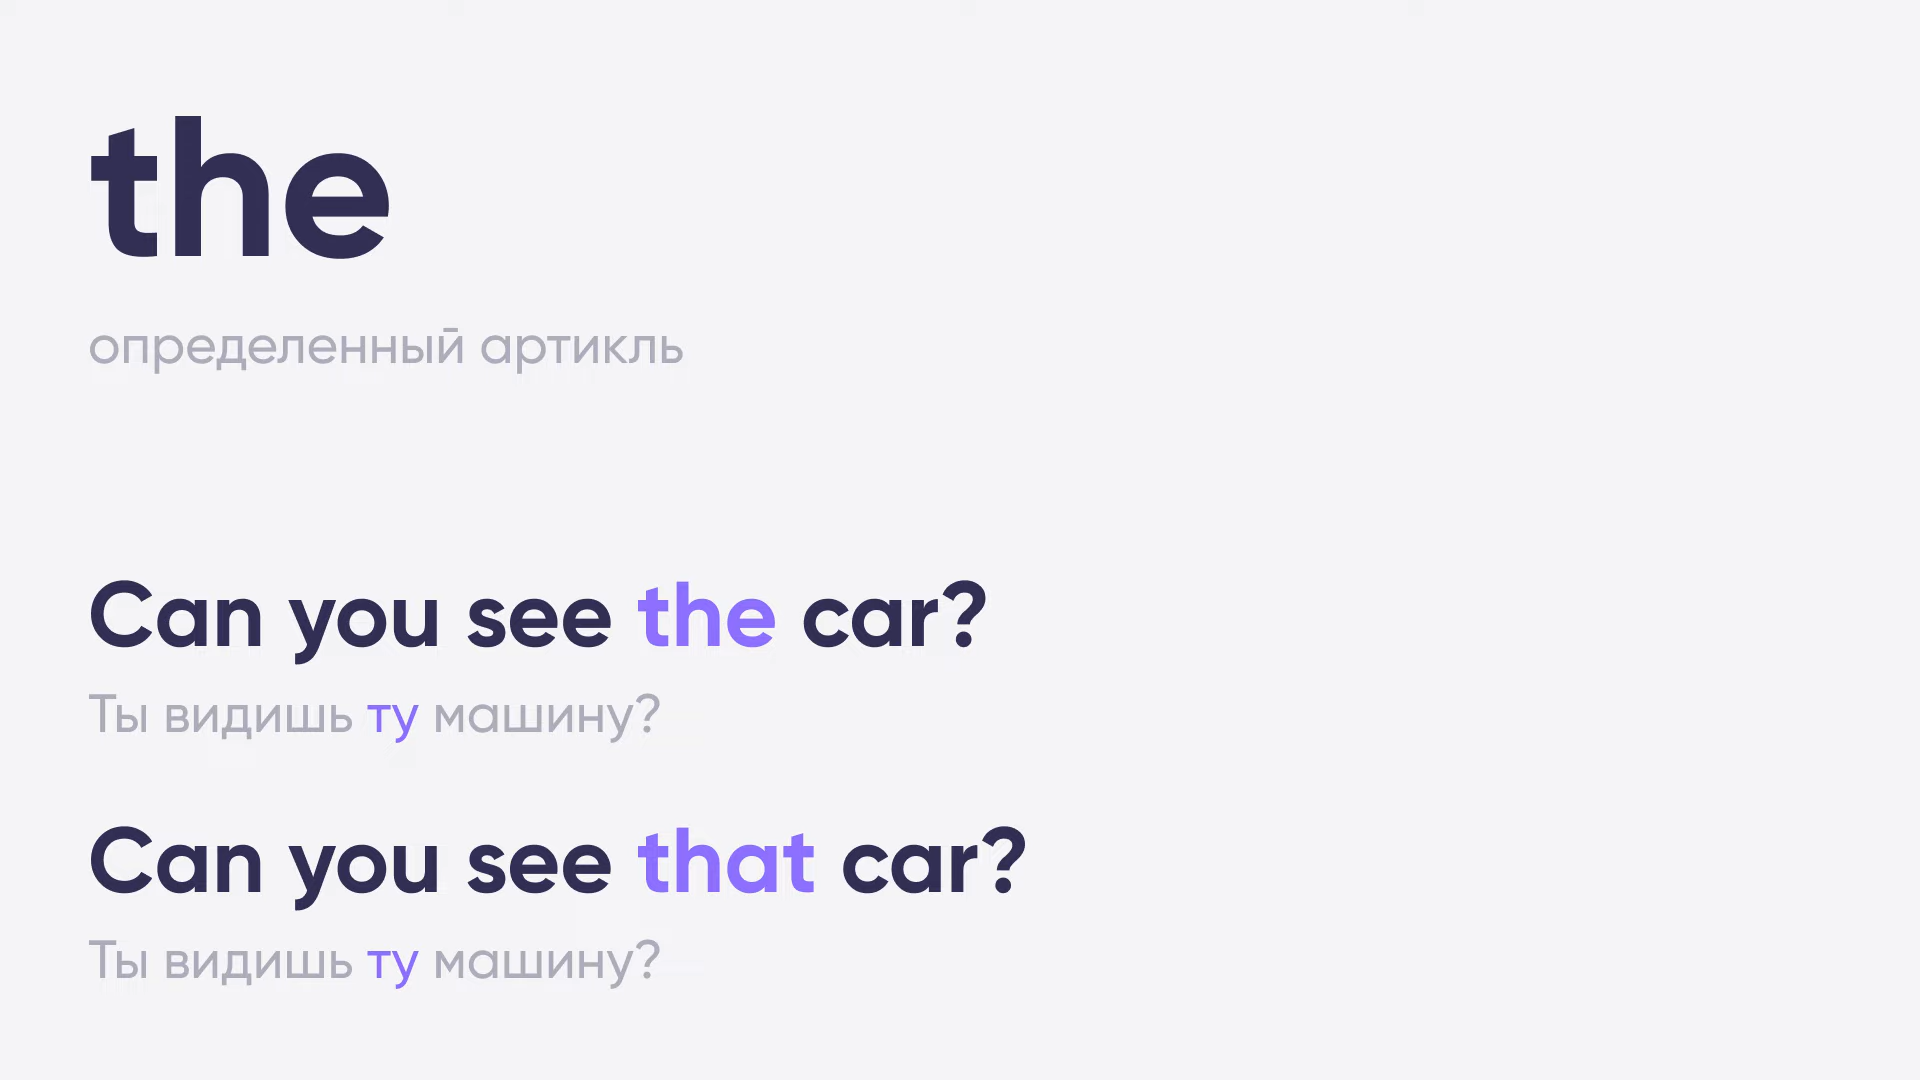 the
определенный артикль
Can you see the car?
Ты видишь ту машину?
Can you see that car?
Ты видишь ту машину?